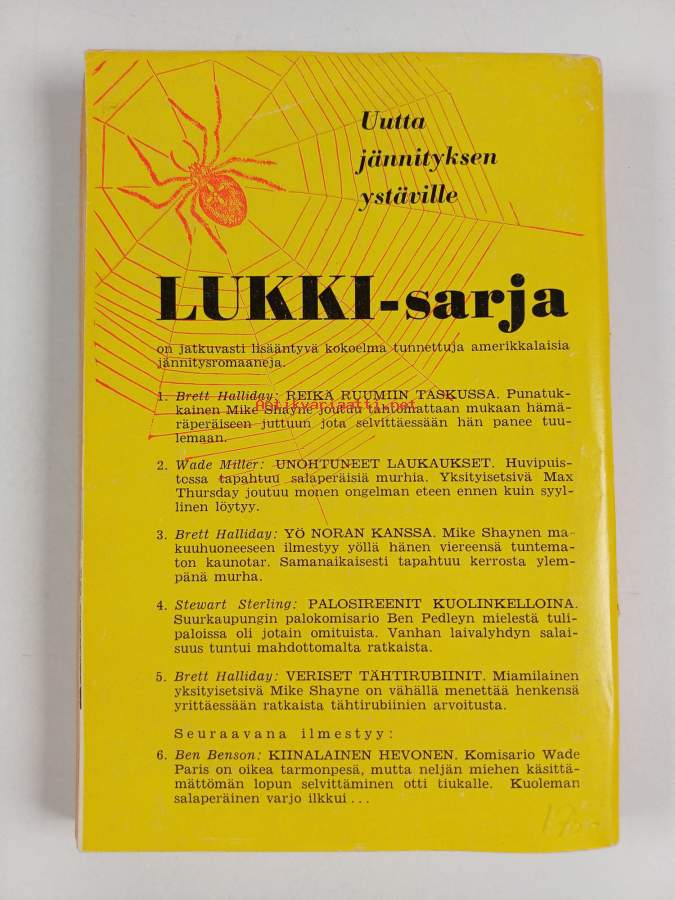 Uutta
jännityksen
ystäville
LUKKI-sarja
on jatkuvasti lisääntyvä kokoelma tunnettuja amerikkalaisia
jännitysromaaneja.
1. Brett Halliday: REIKÄ RUUMIIN TASKUSSA. Punatuk-
kainen Mike Shayne joutuu tahtomattaan mukaan hämä-
Antikvariaatti.net
räperäiseen juttuun jota selvittäessään hän panee tuu-
lemaan.
2. Wade Miller: UNOHTUNEET LAUKAUKSET. Huvipuis-
tossa tapahtuu salaperäisiä murhia. Yksityisetsivä Max
Thursday joutuu monen ongelman eteen ennen kuin syyl-
linen löytyy.
3. Brett Halliday: YÖ NORAN KANSSA. Mike Shaynen ma-
kuuhuoneeseen ilmestyy yöllä hänen viereensä tuntema-
ton kaunotar. Samanaikaisesti tapahtuu kerrosta ylem-
pänä murha.
4. Stewart Sterling: PALOSIREENIT KUOLINKELLOINA.
Suurkaupungin palokomisario Ben Pedleyn mielestä tuli-
paloissa oli jotain omituista. Vanhan laivalyhdyn salai-
suus tuntui mahdottomalta ratkaista.
5. Brett Halliday: VERISET TÄHTIRUBIINIT. Miamilainen
yksityisetsivä Mike Shayne on vähällä menettää henkensä
yrittäessään ratkaista tähtirubiinien arvoitusta.
Seuraavana ilmestyy:
6. Ben Benson: KIINALAINEN HEVONEN. Komisario Wade
Paris on oikea tarmonpesä, mutta neljän miehen käsittä-
mättömän lopun selvittäminen otti tiukalle. Kuoleman
salaperäinen varjo ilkkui...